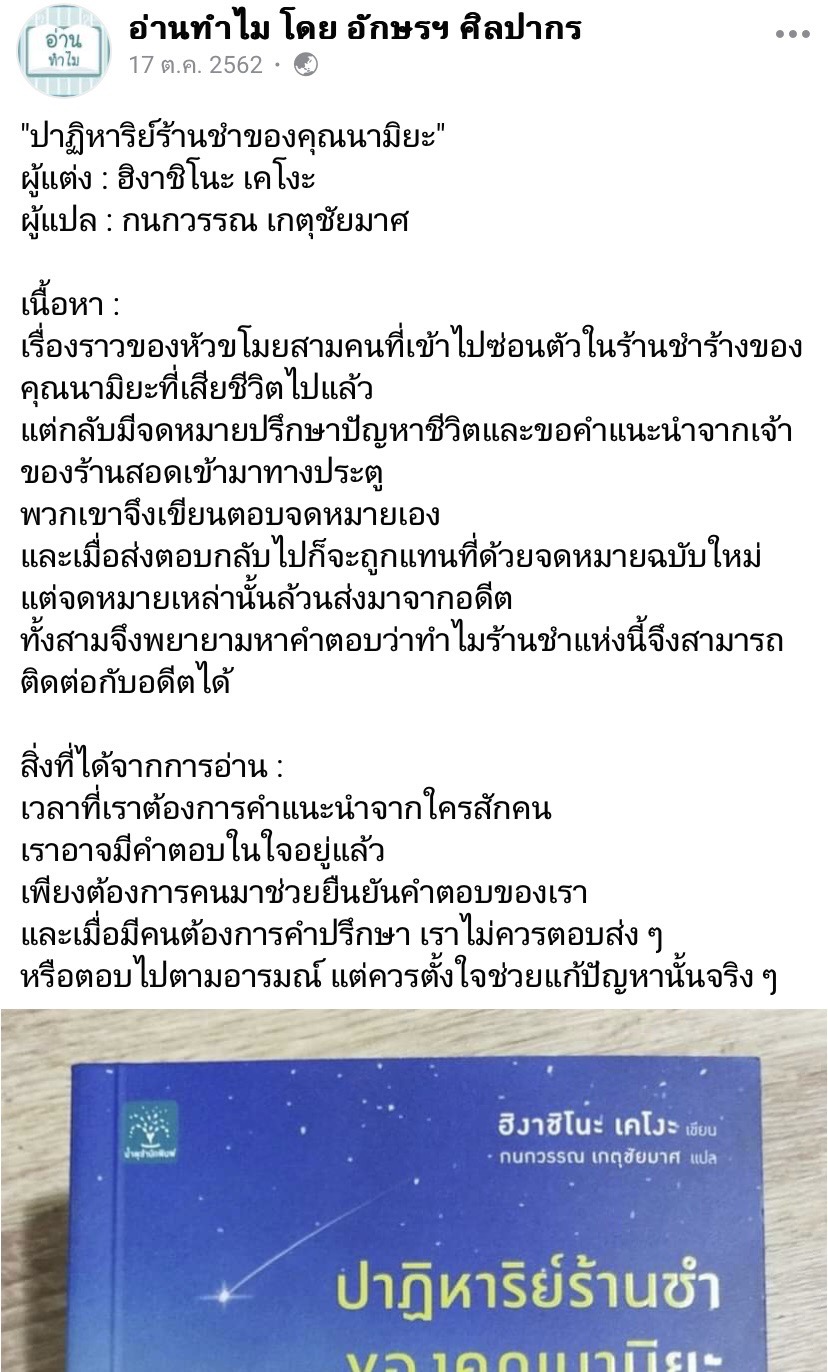 อ่าน
ทำไม
อ่านทำไม โดย อักษรฯ ศิลปากร
17 ต.ค. 2562 ·
"ปาฏิหาริย์ร้านชำของคุณนามิยะ"
ผู้แต่ง : ฮิงาชิโนะ เคโงะ
ผู้แปล : กนกวรรณ เกตุชัยมาศ
เนื้อหา :
เรื่องราวของหัวขโมยสามคนที่เข้าไปซ่อนตัวในร้านชำร้างของ
คุณนามิยะที่เสียชีวิตไปแล้ว
แต่กลับมีจดหมายปรึกษาปัญหาชีวิตและขอคำแนะนำจากเจ้า
ของร้านสอดเข้ามาทางประตู
พวกเขาจึงเขียนตอบจดหมายเอง
และเมื่อส่งตอบกลับไปก็จะถูกแทนที่ด้วยจดหมายฉบับใหม่
แต่จดหมายเหล่านั้นล้วนส่งมาจากอดีต
ทั้งสามจึงพยายามหาคำตอบว่าทำไมร้านชำแห่งนี้จึงสามารถ
ติดต่อกับอดีตได้
สิ่งที่ได้จากการอ่าน :
เวลาที่เราต้องการคำแนะนำจากใครสักคน
เราอาจมีคำตอบในใจอยู่แล้ว
เพียงต้องการคนมาช่วยยืนยันคำตอบของเรา
และเมื่อมีคนต้องการคำปรึกษา เราไม่ควรตอบส่ง ๆ
หรือตอบไปตามอารมณ์ แต่ควรตั้งใจช่วยแก้ปัญหานั้นจริง ๆ
น้ำพุสำนักพิมพ์
ฮิงาชิโนะ เคโงะ เขียน
กนกวรรณ เกตุชัยมาศ แปล
ปาฏิหาริย์ร้านชำ
ของคุณนามิยะ